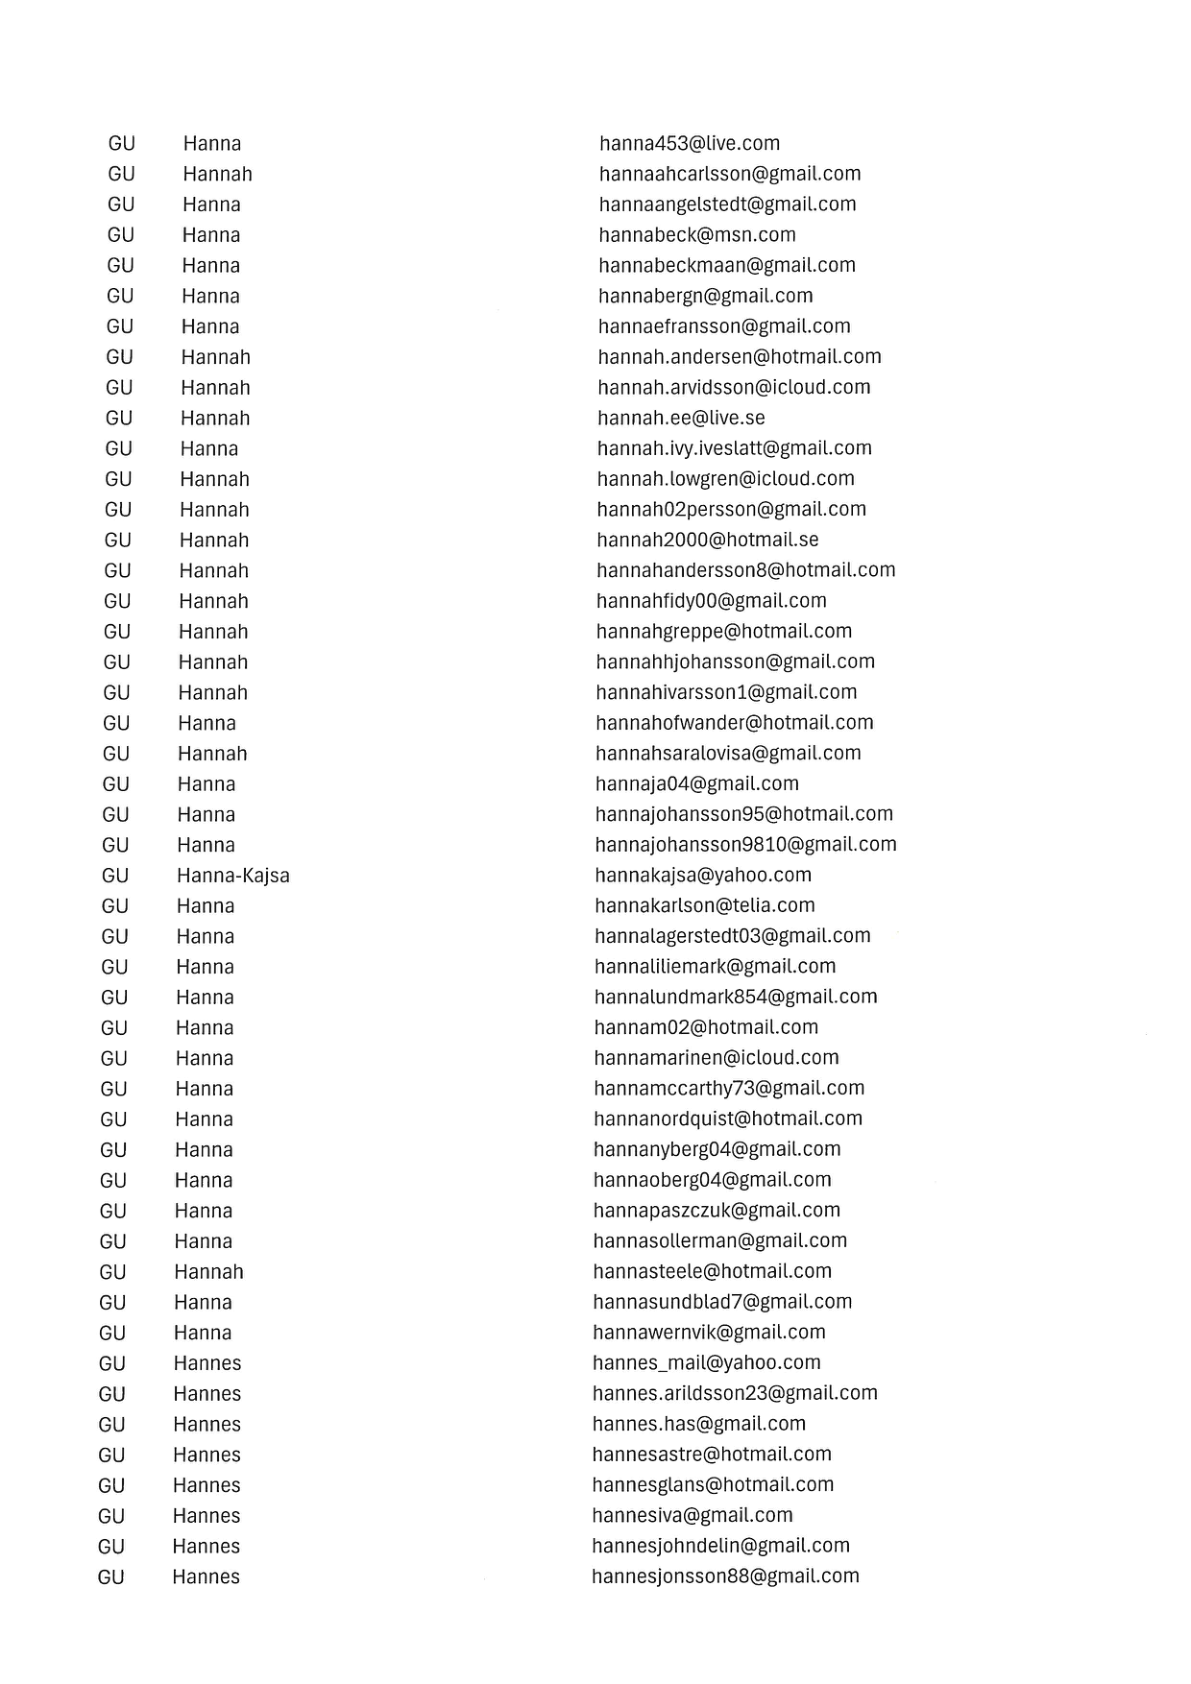 GU Hanna hanna453@live.com
GU Hannah hannaahcarlsson@gmail.com
GU Hanna hannaangelstedt@gmail.com
GU Hanna hannabeck@msn.com
GU Hanna hannabeckmaan@gmail.com
GU Hanna hannabergn@gmail.com
GU Hanna hannaefransson@gmail.com
GU Hannah hannah.andersen@hotmail.com
GU Hannah hannah.arvidsson@icloud.com
GU Hannah hannah.ee@live.se
GU Hanna hannah.ivy.iveslatt@gmail.com
GU Hannah hannah.lowgren@icloud.com
GU Hannah hannah02persson@gmail.com
GU Hannah hannah2000@hotmail.se
GU Hannah hannahandersson8@hotmail.com
GU Hannah hannahfidy00@gmail.com
GU Hannah hannahgreppe@hotmail.com
GU Hannah hannahhjohansson@gmail.com
GU Hannah hannahivarsson1@gmail.com
GU Hanna hannahofwander@hotmail.com
GU Hannah hannahsaralovisa@gmail.com
GU Hanna hannaja04@gmail.com
GU Hanna hannajohansson95@hotmail.com
GU Hanna hannajohansson9810@gmail.com
GU Hanna-Kajsa hannakajsa@yahoo.com
GU Hanna hannakarlson@telia.com
GU Hanna hannalagerstedt03@gmail.com
GU Hanna hannaliliemark@gmail.com
GU Hanna hannalundmark854@gmail.com
GU Hanna hannam02@hotmail.com
GU Hanna hannamarinen@icloud.com
GU Hanna hannamccarthy73@gmail.com
GU Hanna hannanordquist@hotmail.com
GU Hanna hannanyberg04@gmail.com
GU Hanna hannaoberg04@gmail.com
GU Hanna hannapaszczuk@gmail.com
GU Hanna hannasollerman@gmail.com
GU Hannah hannasteele@hotmail.com
GU Hanna hannasundblad7@gmail.com
GU Hanna hannawernvik@gmail.com
GU Hannes hannes_mail@yahoo.com
GU Hannes hannes.arildsson23@gmail.com
GU Hannes hannes.has@gmail.com
GU Hannes hannesastre@hotmail.com
GU Hannes hannesglans@hotmail.com
GU Hannes hannesiva@gmail.com
GU Hannes hannesjohndelin@gmail.com
GU Hannes hannesjonsson88@gmail.com